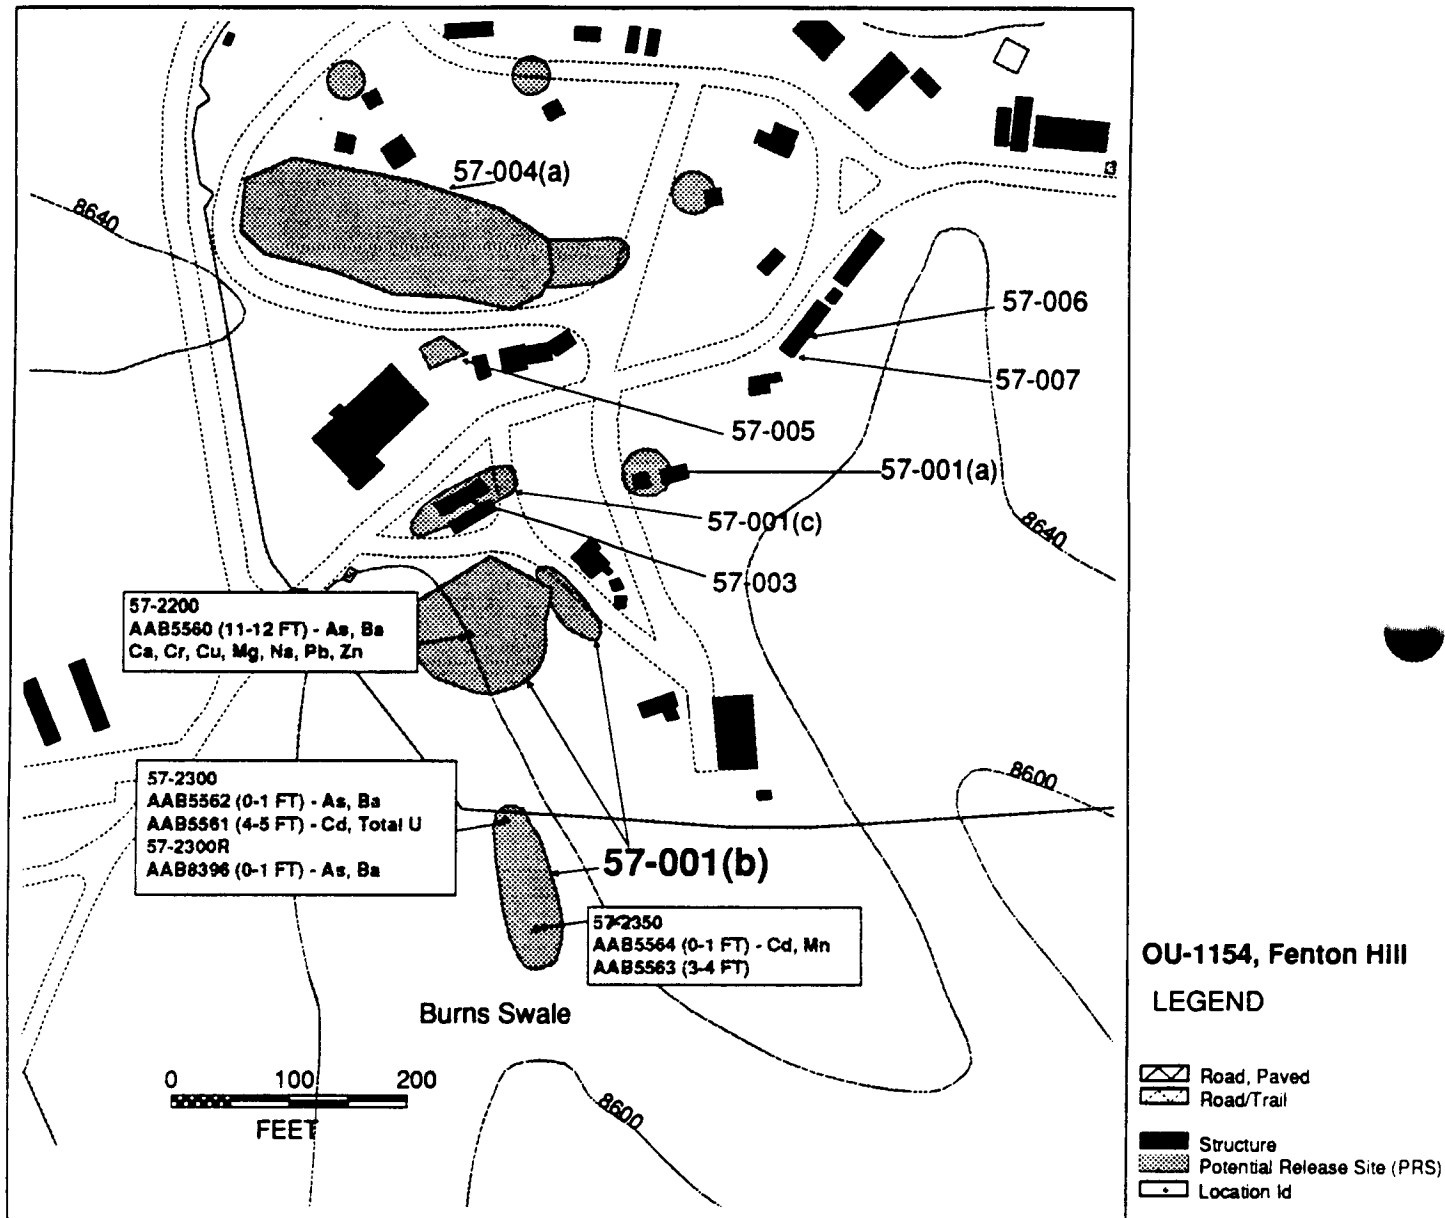 57-004(a)
8640
57-006
57-007
57-005
57-001(a)
57-001(c)
8640
57-003
57-2200
AAB5560 (11-12 FT) - As, Ba
Ca, Cr, Cu, Mg, Na, Pb, Zn
57-2300
AAB5562 (0-1 FT) - As, Ba
AAB5561 (4-5 FT) - Cd, Total U
57-2300R
AAB8396 (0-1 FT) - As, Ba
8600
57-001(b)
57-2350
AAB5564 (0-1 FT) - Cd, Mn
AAB5563 (3-4 FT)
Burns Swale
0 100 200
FEET
8600
OU-1154, Fenton Hill
LEGEND
Road, Paved
Road/Trail
Structure
Potential Release Site (PRS)
Location Id